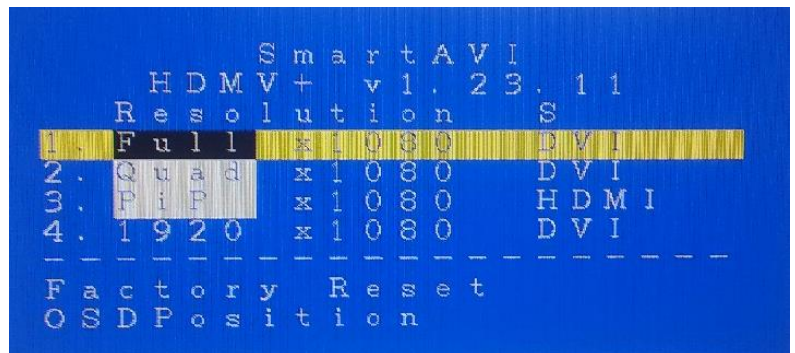 SmartAVI
HDMV+ v1.23.11
Resolution S
1. Full x1080 DVI
2. Quad x1080 DVI
3. PiP x1080 HDMI
4. 1920 x1080 DVI
Factory Reset
OSDPosition